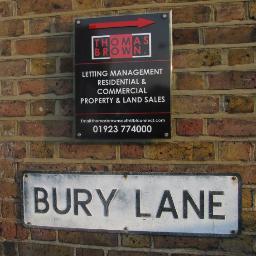 THOMAS
BROWN
LETTING MANAGEMENT
RESIDENTIAL &
COMMERCIAL
PROPERTY & LAND SALES
01923 774000
BURY LANE